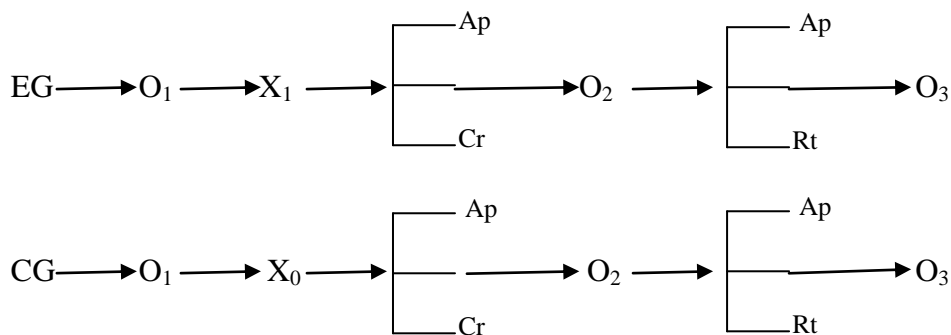 Ap Ap
EG O₁ X₁ O₂ O₃
Cr Rt
Ap Ap
CG O₁ X₀ O₂ O₃
Cr Rt